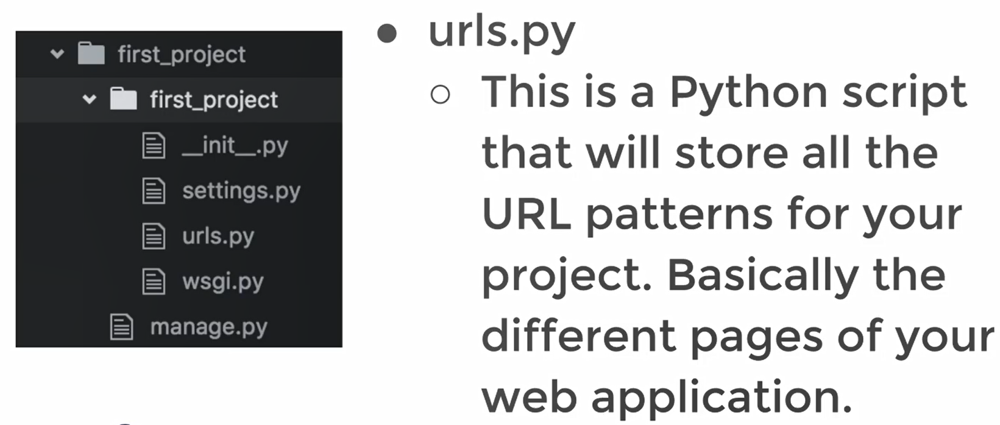 first_project
first_project
__init__.py
settings.py
urls.py
wsgi.py
manage.py
urls.py
This is a Python script
that will store all the
URL patterns for your
project. Basically the
different pages of your
web application.